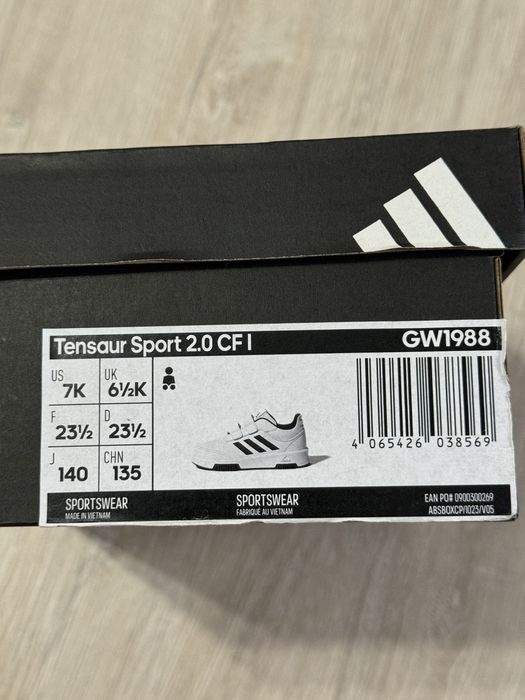 Tensaur Sport 2.0 CF I GW1988
US 7K UK 6½K
F 23½ D 23½
J 140 CHN 135
4 065426 038569
SPORTSWEAR SPORTSWEAR EAN PO# 0900300269
MADE IN VIETNAM FABRIQUÉ AU VIETNAM ABSBOXCP/1023/V05